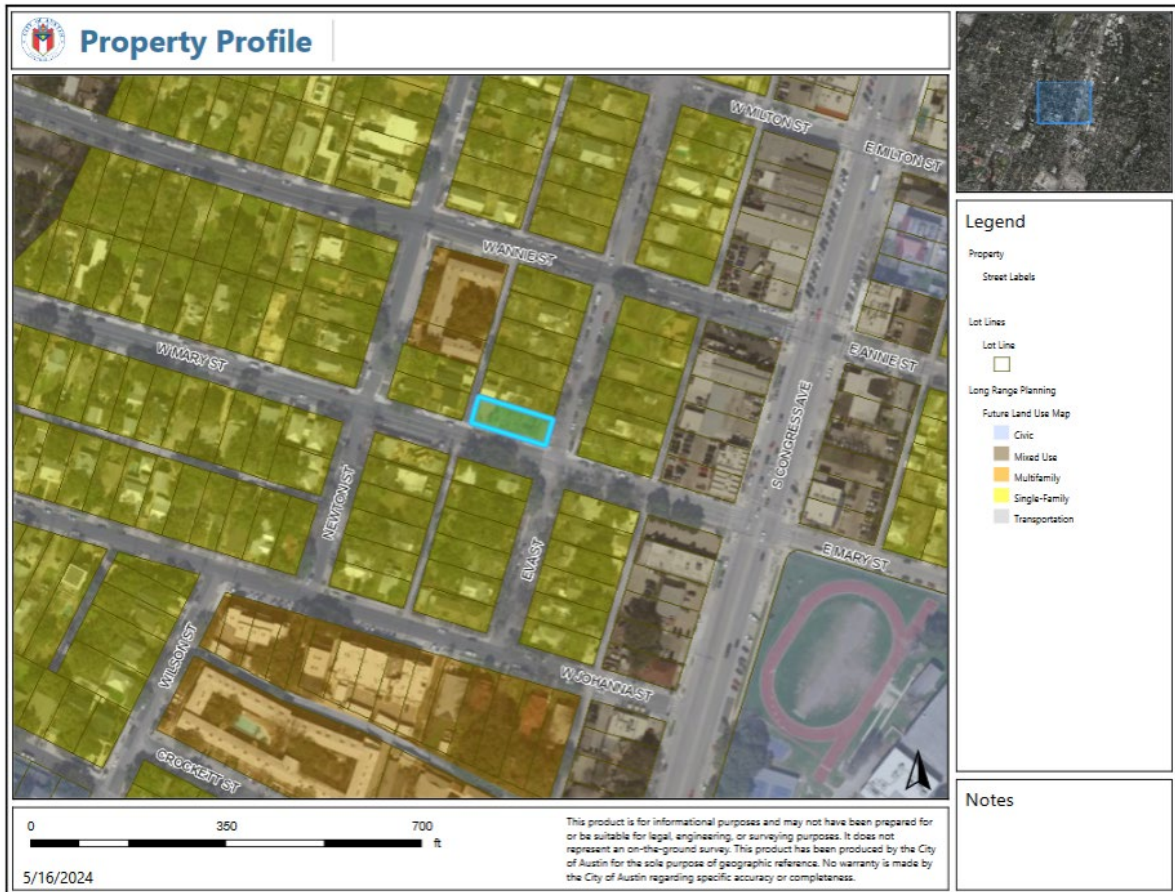 Property Profile
W MILTON ST
E MILTON ST
W ANNIE ST
E ANNIE ST
W MARY ST
S CONGRESS AVE
NEWTON ST
EVA ST
E MARY ST
WILSON ST
W JOHANNA ST
CROCKETT ST
Legend
Property
Street Labels
Lot Lines
Lot Line
Long Range Planning
Future Land Use Map
Civic
Mixed Use
Multifamily
Single-Family
Transportation
Notes
0 350 700
ft
5/16/2024
This product is for informational purposes and may not have been prepared for
or be suitable for legal, engineering, or surveying purposes. It does not
represent an on-the-ground survey. This product has been produced by the City
of Austin for the sole purpose of geographic reference. No warranty is made by
the City of Austin regarding specific accuracy or completeness.